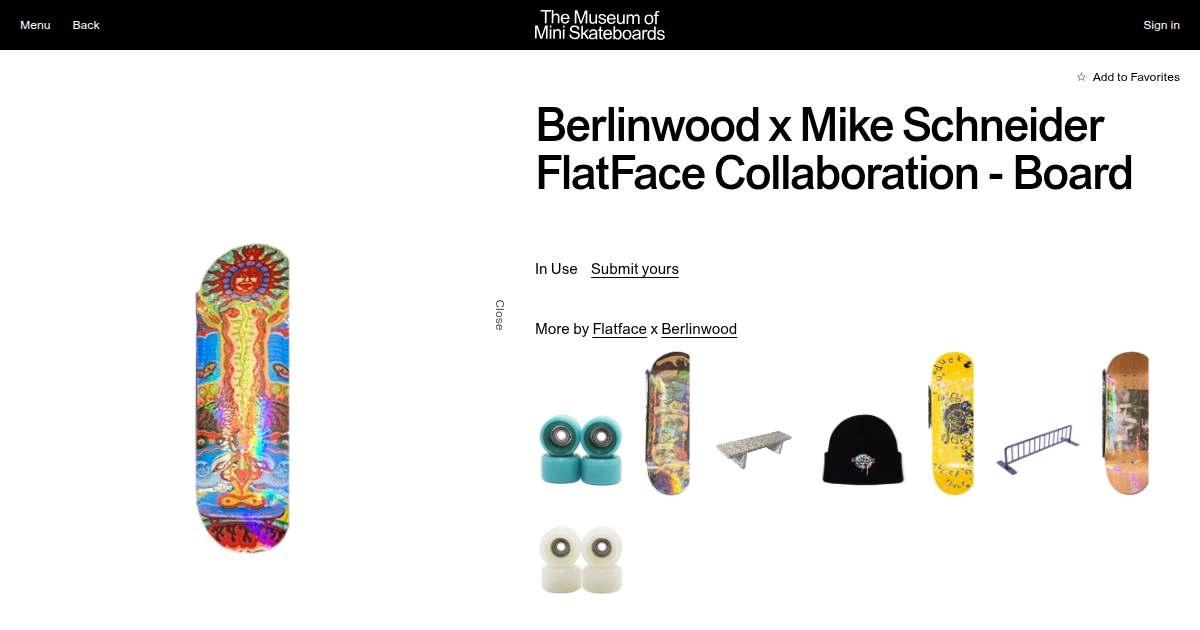 Menu
Back
The Museum of
Mini Skateboards
Sign in
☆ Add to Favorites
Berlinwood x Mike Schneider
FlatFace Collaboration - Board
In Use Submit yours
Close
More by Flatface x Berlinwood